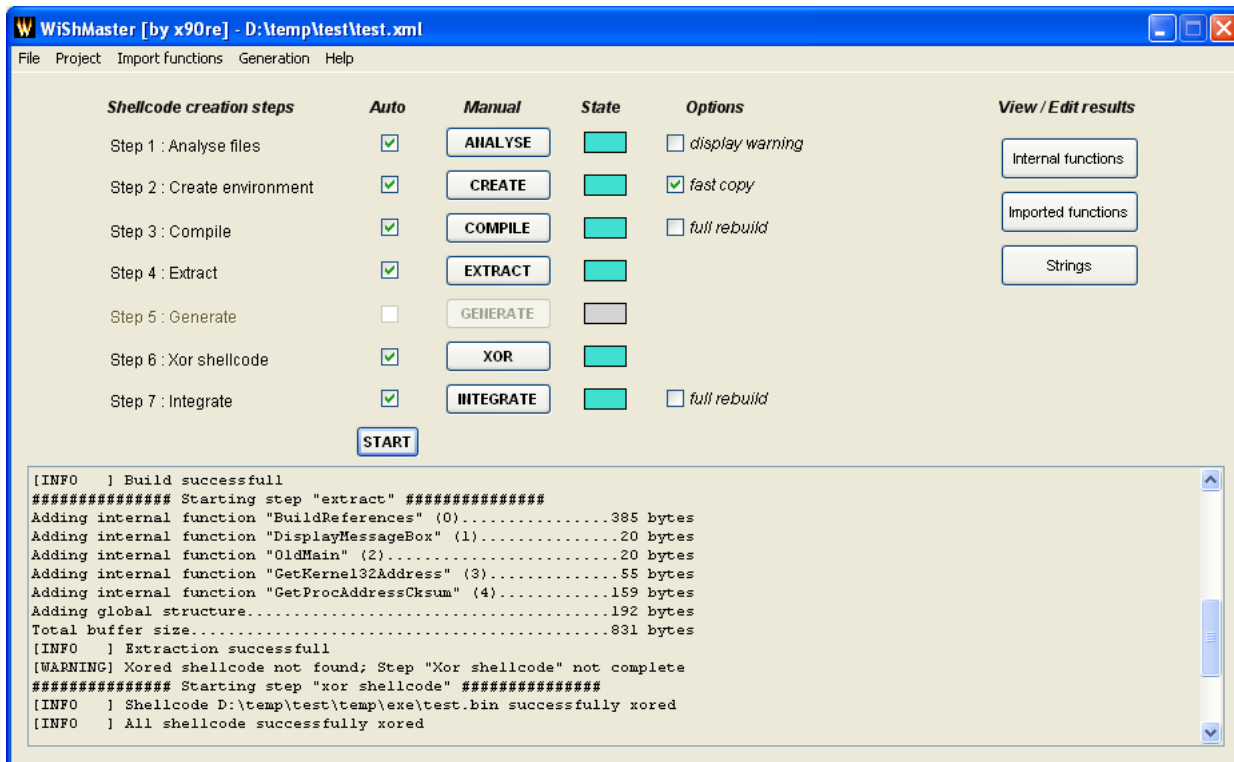 WiShMaster [by x90re] - D:\temp\test\test.xml
File Project Import functions Generation Help
Shellcode creation steps Auto Manual State Options View / Edit results
Step 1 : Analyse files ANALYSE display warning
Internal functions
Step 2 : Create environment CREATE fast copy
Imported functions
Step 3 : Compile COMPILE full rebuild
Step 4 : Extract EXTRACT Strings
Step 5 : Generate GENERATE
Step 6 : Xor shellcode XOR
Step 7 : Integrate INTEGRATE full rebuild
START
[INFO   ] Build successfull
############### Starting step "extract" ###############
Adding internal function "BuildReferences" (0)................385 bytes
Adding internal function "DisplayMessageBox" (1)...............20 bytes
Adding internal function "OldMain" (2).........................20 bytes
Adding internal function "GetKernel32Address" (3)..............55 bytes
Adding internal function "GetProcAddressCksum" (4)............159 bytes
Adding global structure.......................................192 bytes
Total buffer size.............................................831 bytes
[INFO   ] Extraction successfull
[WARNING] Xored shellcode not found; Step "Xor shellcode" not complete
############### Starting step "xor shellcode" ###############
[INFO   ] Shellcode D:\temp\test\temp\exe\test.bin successfully xored
[INFO   ] All shellcode successfully xored